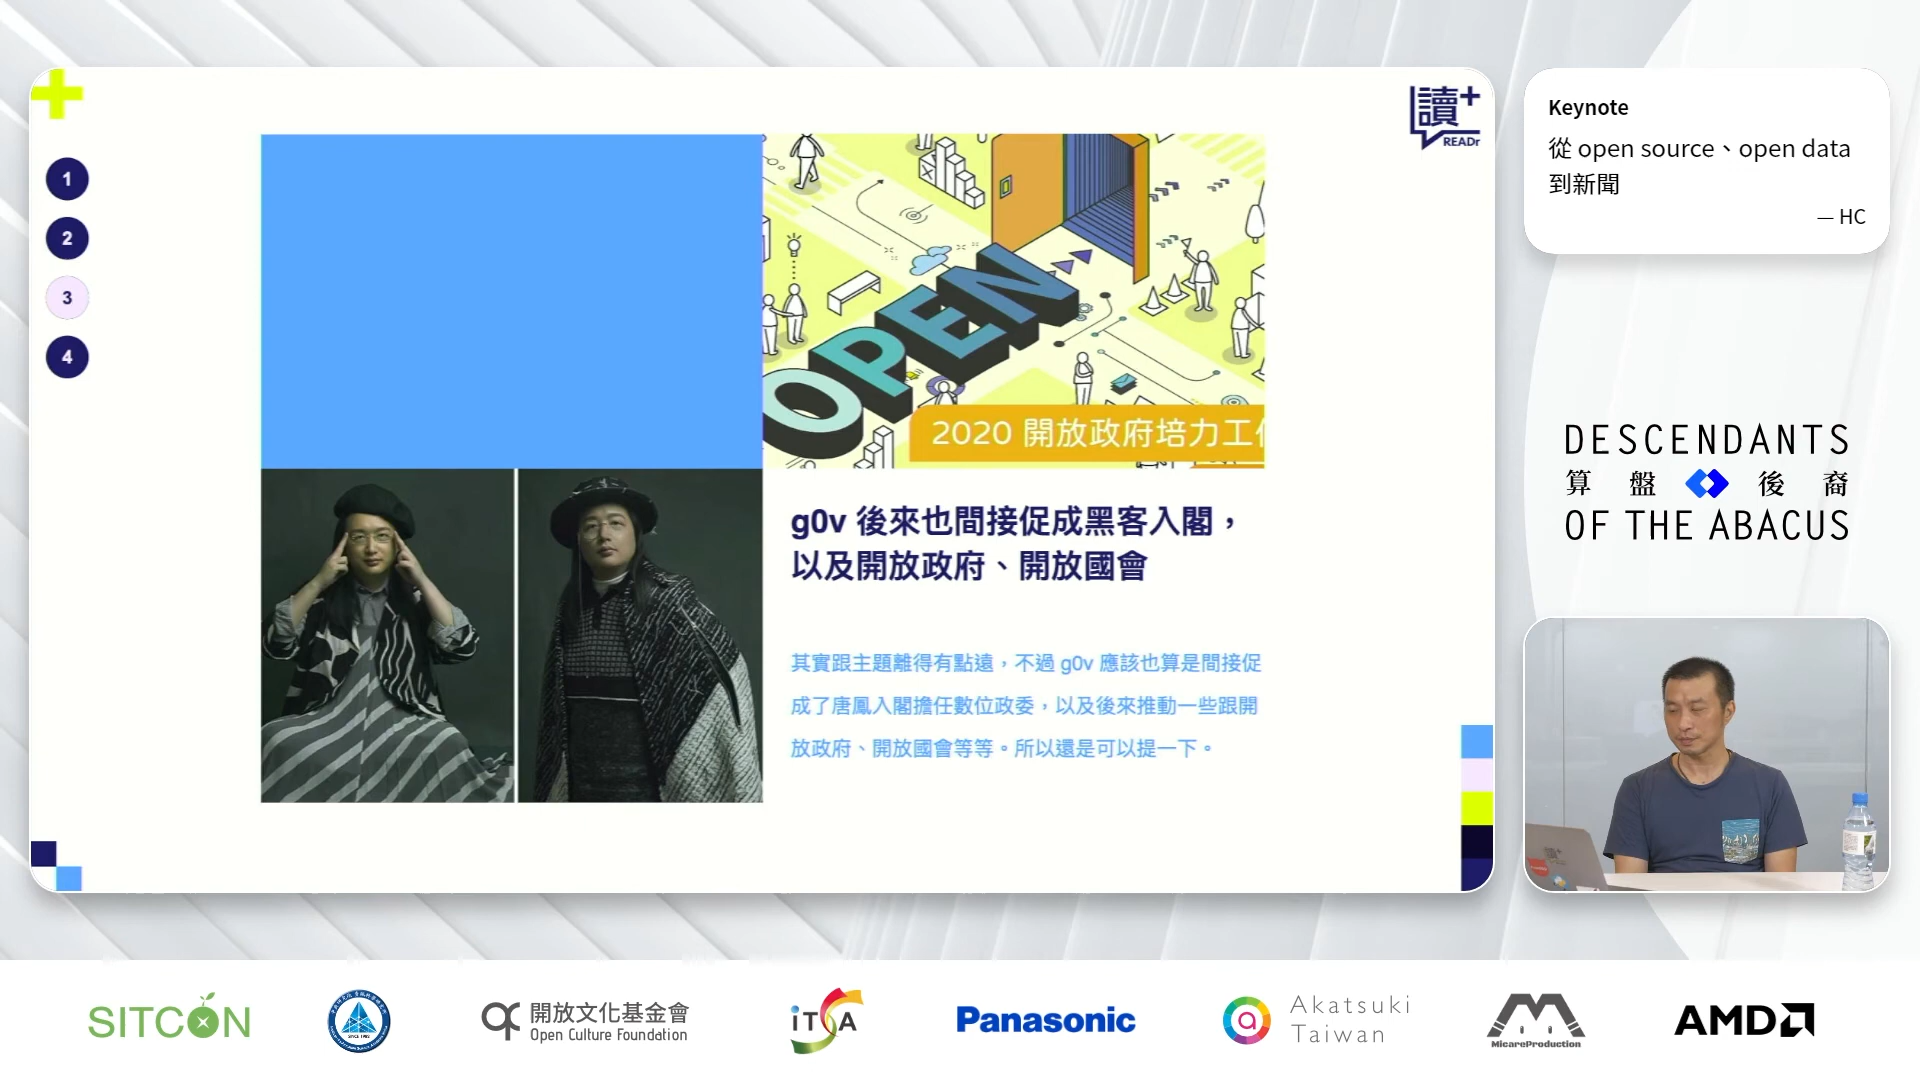 1
2
3
4
讀+
READr
OPEN
2020 開放政府培力工
g0v 後來也間接促成黑客入閣，
以及開放政府、開放國會
其實跟主題離得有點遠，不過 g0v 應該也算是間接促
成了唐鳳入閣擔任數位政委，以及後來推動一些跟開
放政府、開放國會等等。所以還是可以提一下。
Keynote
從 open source、open data
到新聞
— HC
DESCENDANTS
算盤後裔
OF THE ABACUS
SITCON
開放文化基金會
Open Culture Foundation
iTSA
Panasonic
Akatsuki
Taiwan
MicareProduction
AMD